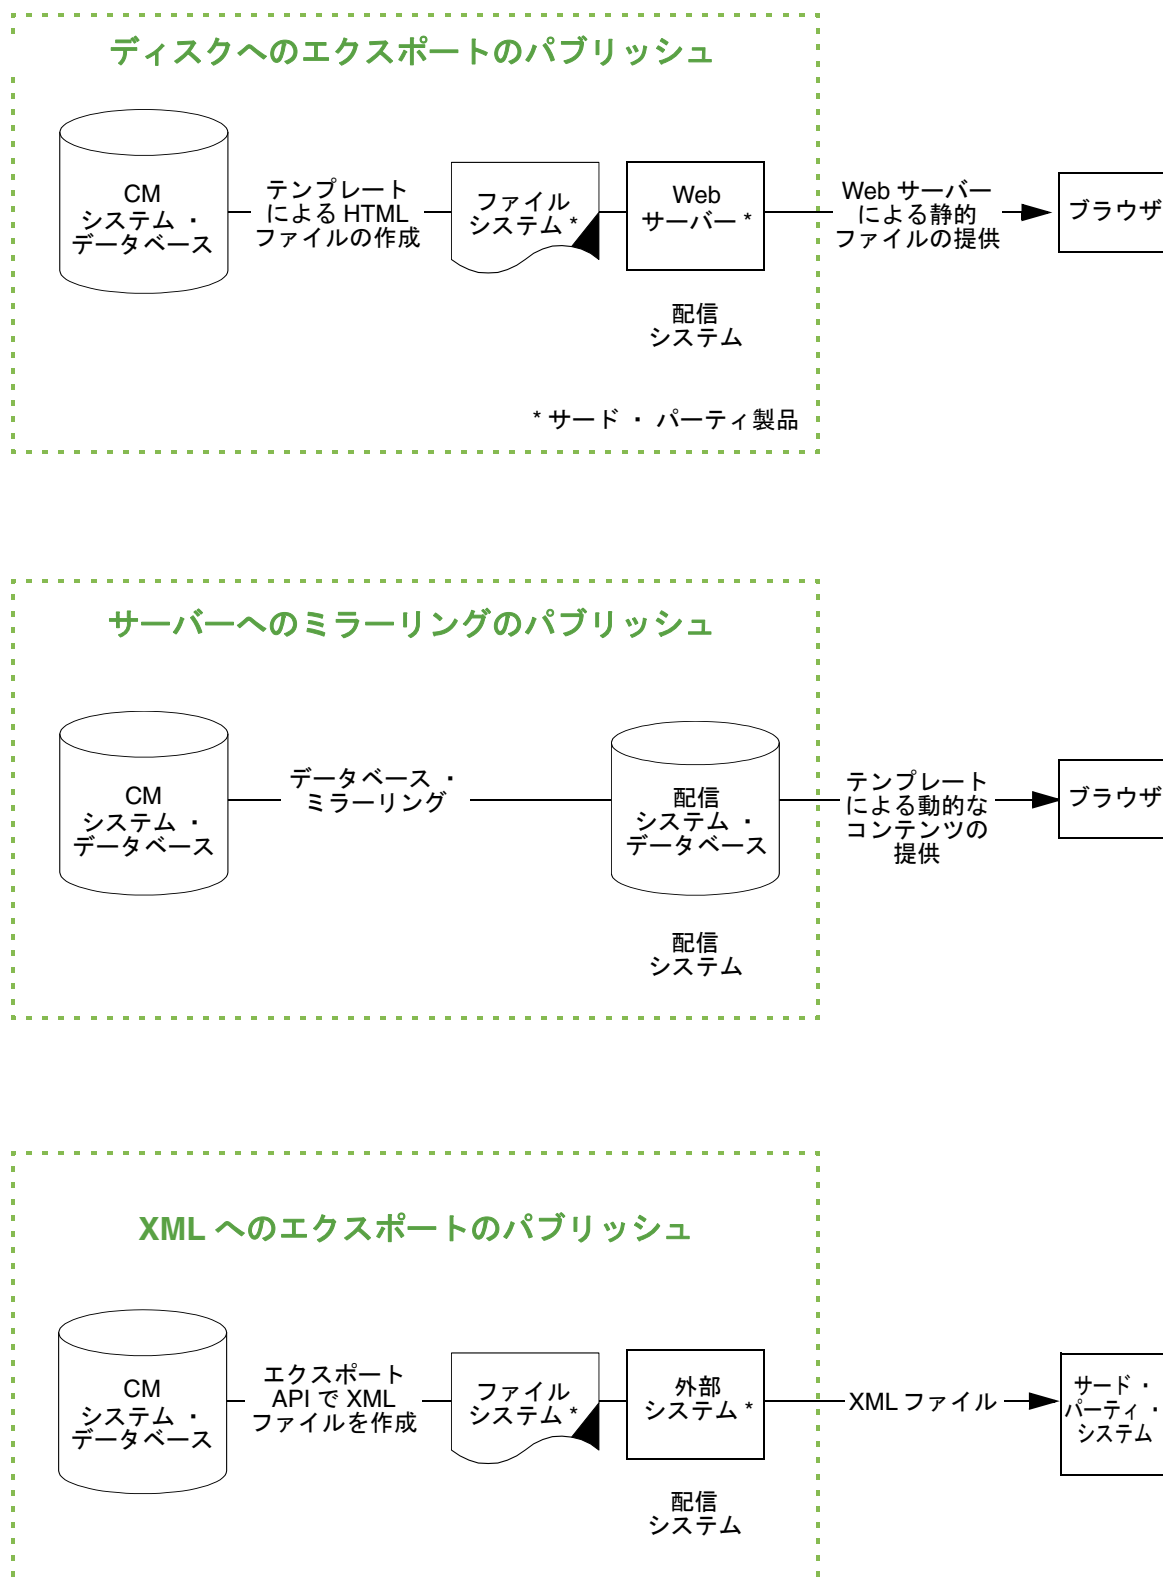 ディスクへのエクスポートのパブリッシュ
CM
システム ・
データベース
テンプレート
による HTML
ファイルの作成
ファイル
システム *
Web
サーバー *
Web サーバー
による静的
ファイルの提供
ブラウザ
配信
システム
* サード ・ パーティ製品
サーバーへのミラーリングのパブリッシュ
CM
システム ・
データベース
データベース ・
ミラーリング
配信
システム ・
データベース
テンプレート
による動的な
コンテンツの
提供
ブラウザ
配信
システム
XML へのエクスポートのパブリッシュ
CM
システム ・
データベース
エクスポート
API で XML
ファイルを作成
ファイル
システム *
外部
システム *
XML ファイル
サード ・
パーティ ・
システム
配信
システム